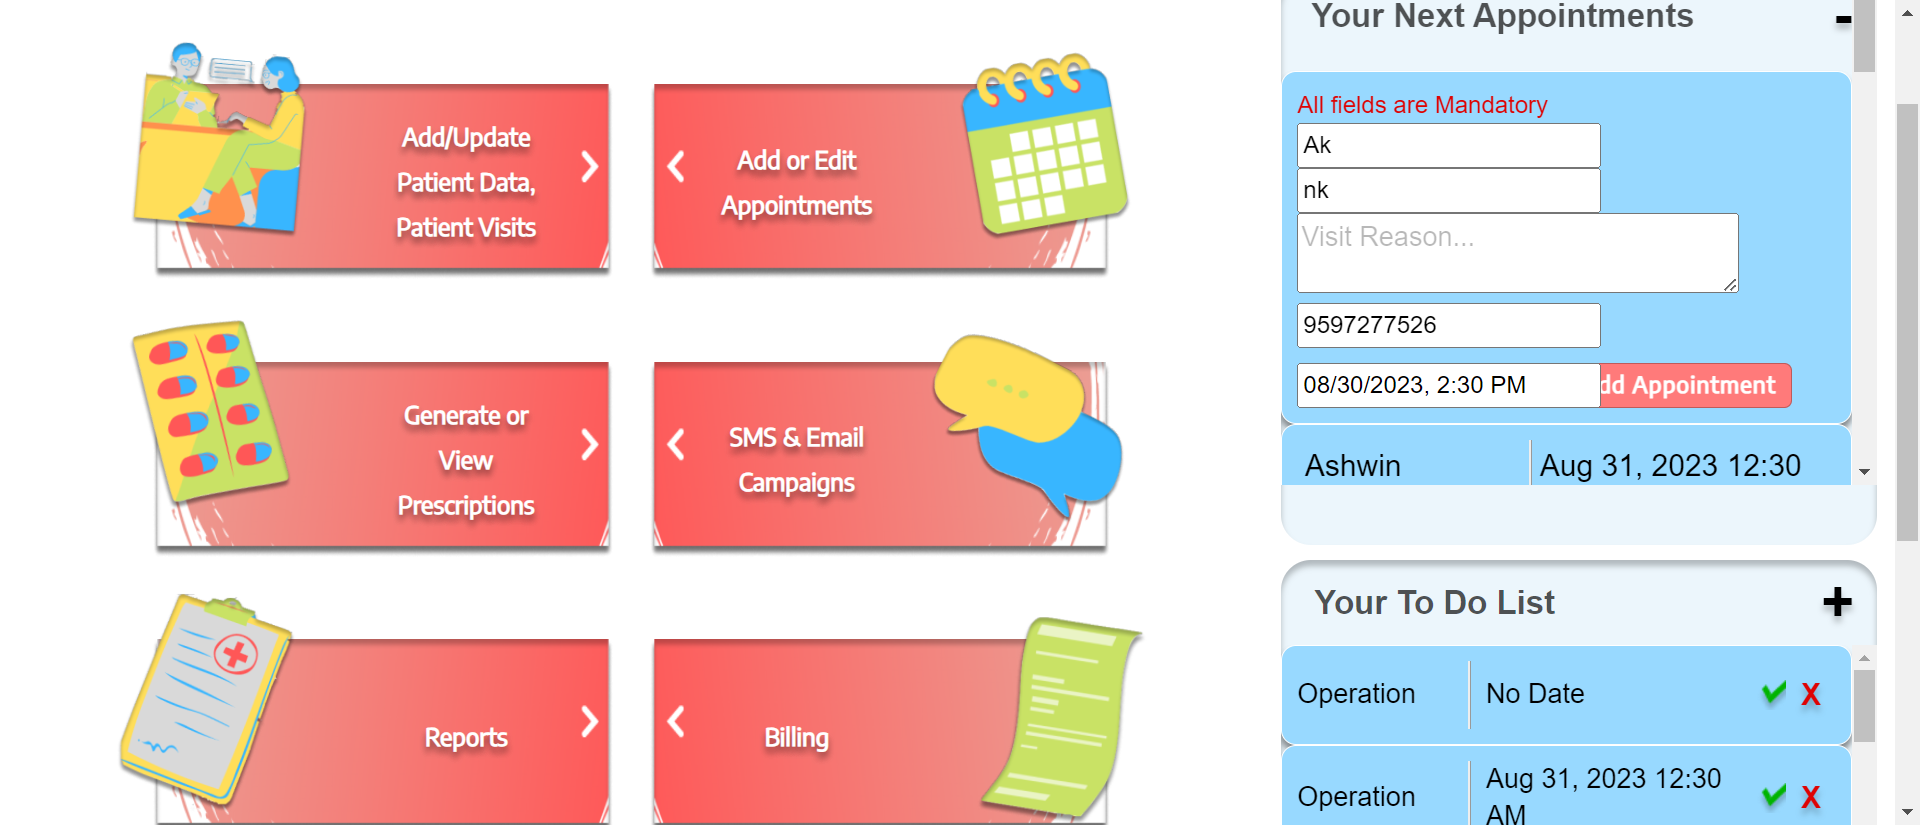 Add/Update
Patient Data,
Patient Visits
Add or Edit
Appointments
Generate or
View
Prescriptions
SMS & Email
Campaigns
Reports
Billing
Your Next Appointments
-
All fields are Mandatory
Ak
nk
Visit Reason...
9597277526
08/30/2023, 2:30 PM
dd Appointment
Ashwin
Aug 31, 2023 12:30
Your To Do List
+
Operation
No Date
X
Operation
Aug 31, 2023 12:30
AM
X